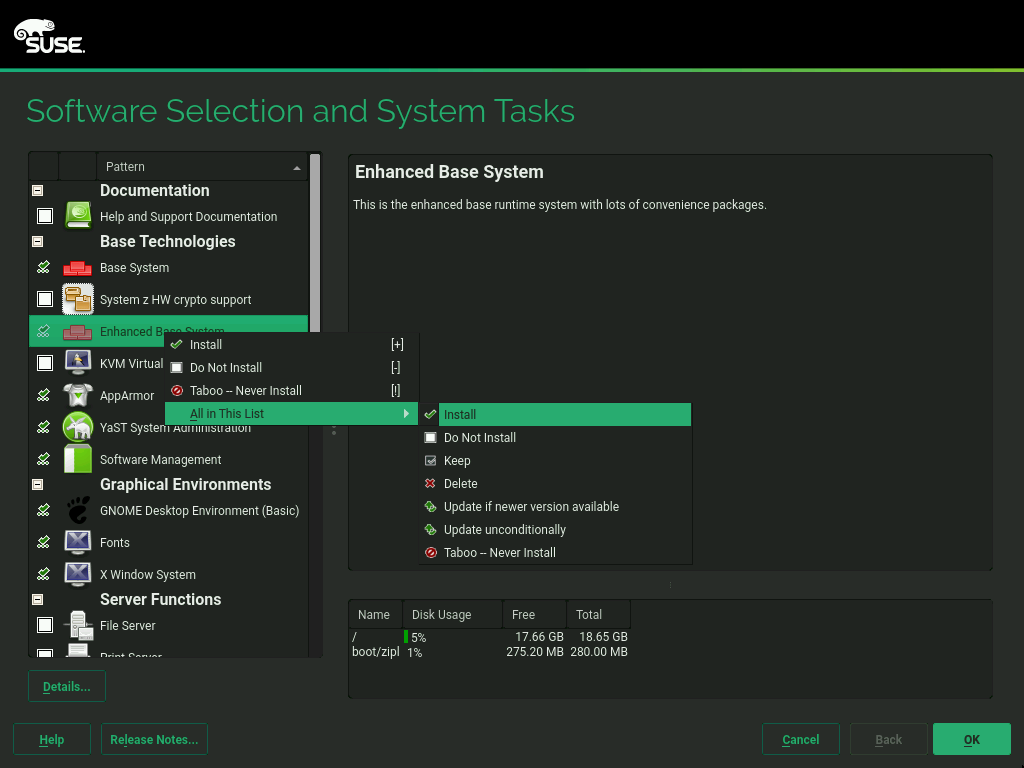 SUSE.
Software Selection and System Tasks
Pattern
Documentation
Help and Support Documentation
Base Technologies
Base System
System z HW crypto support
Enhanced Base System
KVM Virtual
AppArmor
YaST System Administration
Software Management
Graphical Environments
GNOME Desktop Environment (Basic)
Fonts
X Window System
Server Functions
File Server
Print Server
Install [+]
Do Not Install [-]
Taboo -- Never Install [!]
All in This List
Install
Do Not Install
Keep
Delete
Update if newer version available
Update unconditionally
Taboo -- Never Install
Enhanced Base System
This is the enhanced base runtime system with lots of convenience packages.
Name Disk Usage Free Total
/ 5% 17.66 GB 18.65 GB
boot/zipl 1% 275.20 MB 280.00 MB
Details...
Help Release Notes... Cancel Back OK